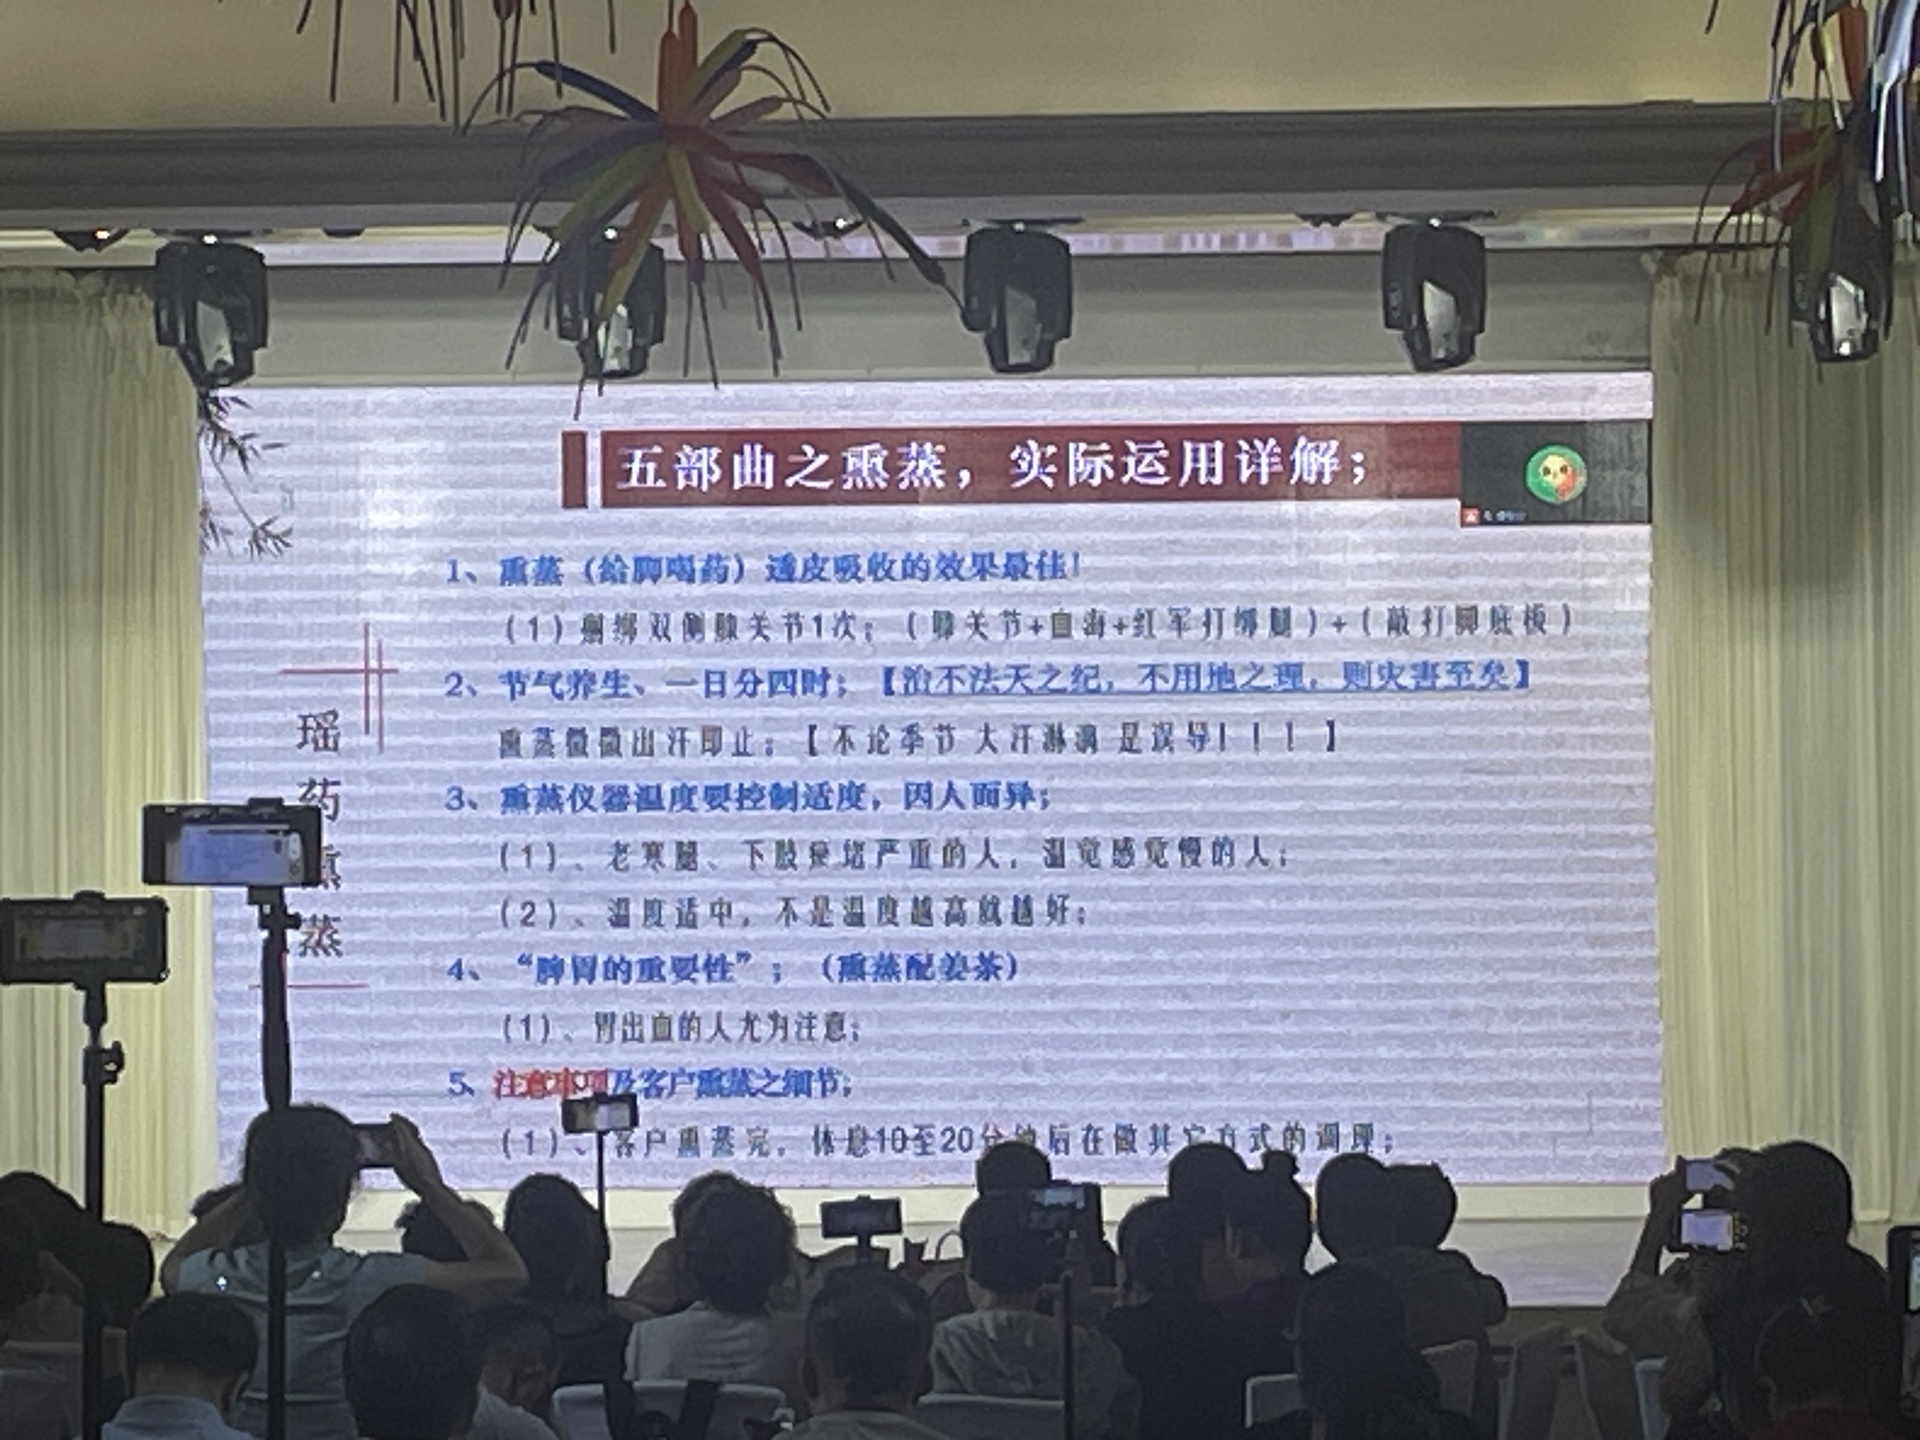 五部曲之熏蒸，实际运用详解；
1、熏蒸（给脚喝药）透皮吸收的效果最佳！
（1）捆绑双侧膝关节1次；（膝关节+血海+红军打绑腿）+（敲打脚底板）
2、节气养生、一日分四时；【治不法天之纪，不用地之理，则灾害至矣】
熏蒸微微出汗即止；【不论季节 大汗淋漓 是误导！！！】
3、熏蒸仪器温度要控制适度，因人而异；
（1）、老寒腿、下肢瘀堵严重的人，温觉感觉慢的人；
（2）、温度适中，不是温度越高就越好；
4、“脾胃的重要性”；（熏蒸配姜茶）
（1）、胃出血的人尤为注意；
5、注意事项及客户熏蒸之细节；
（1）、客户熏蒸完，休息10至20分钟后在做其它方式的调理；
瑶药熏蒸